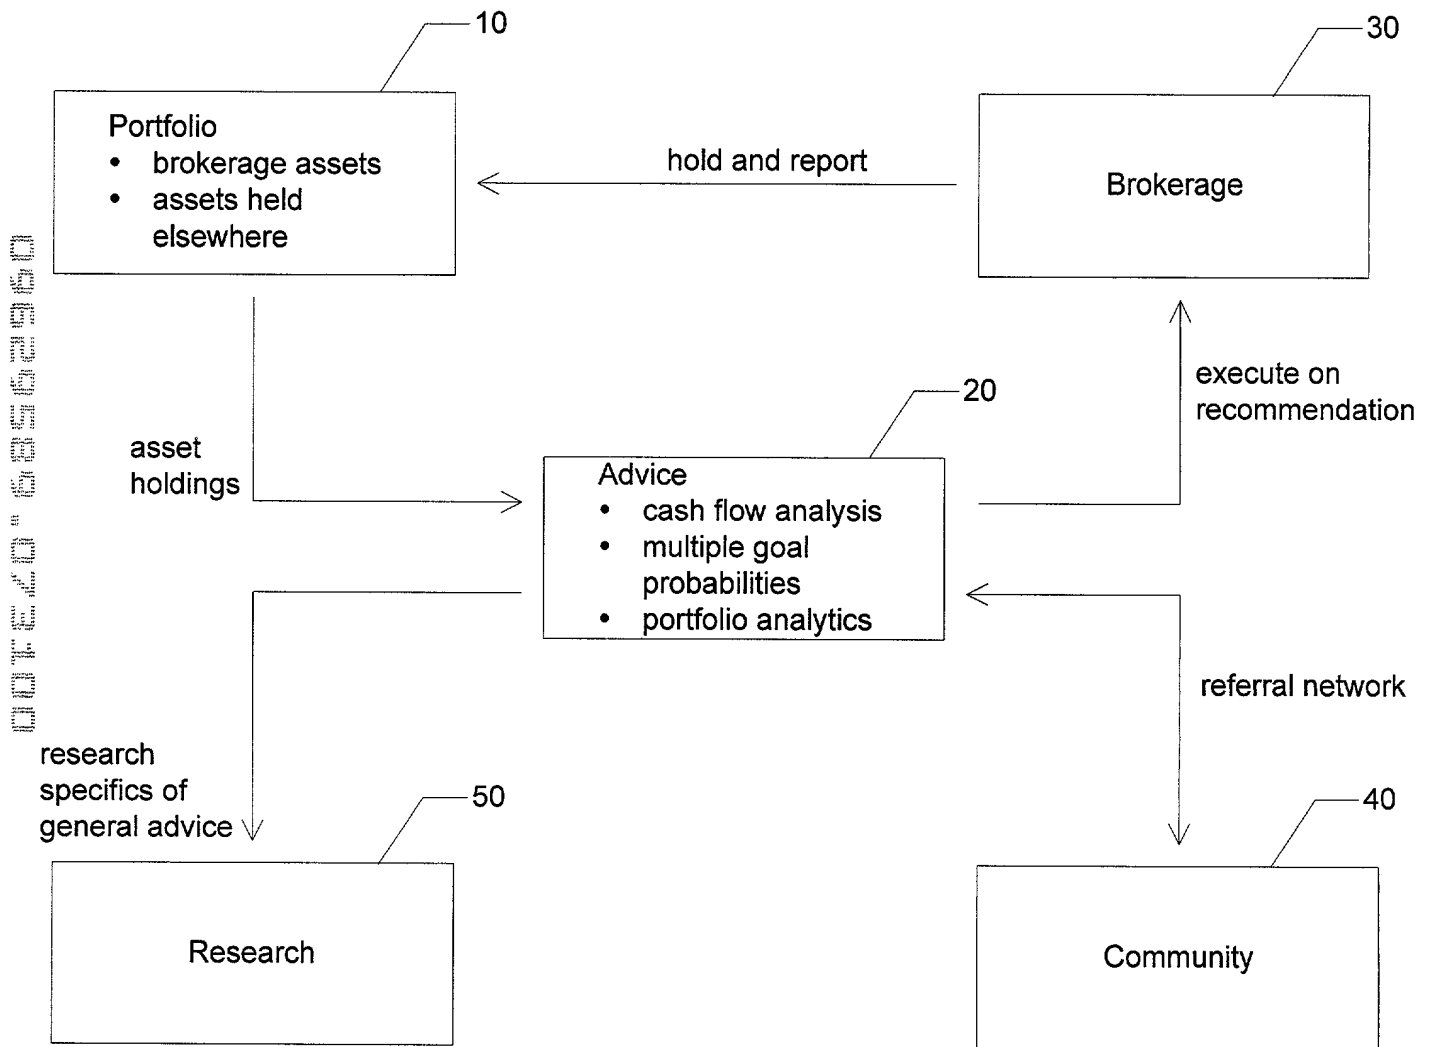 10
30
Portfolio
• brokerage assets
• assets held
elsewhere
hold and report
Brokerage
20
execute on
recommendation
asset
holdings
Advice
• cash flow analysis
• multiple goal
probabilities
• portfolio analytics
referral network
research
specifics of
general advice
50
40
Research
Community